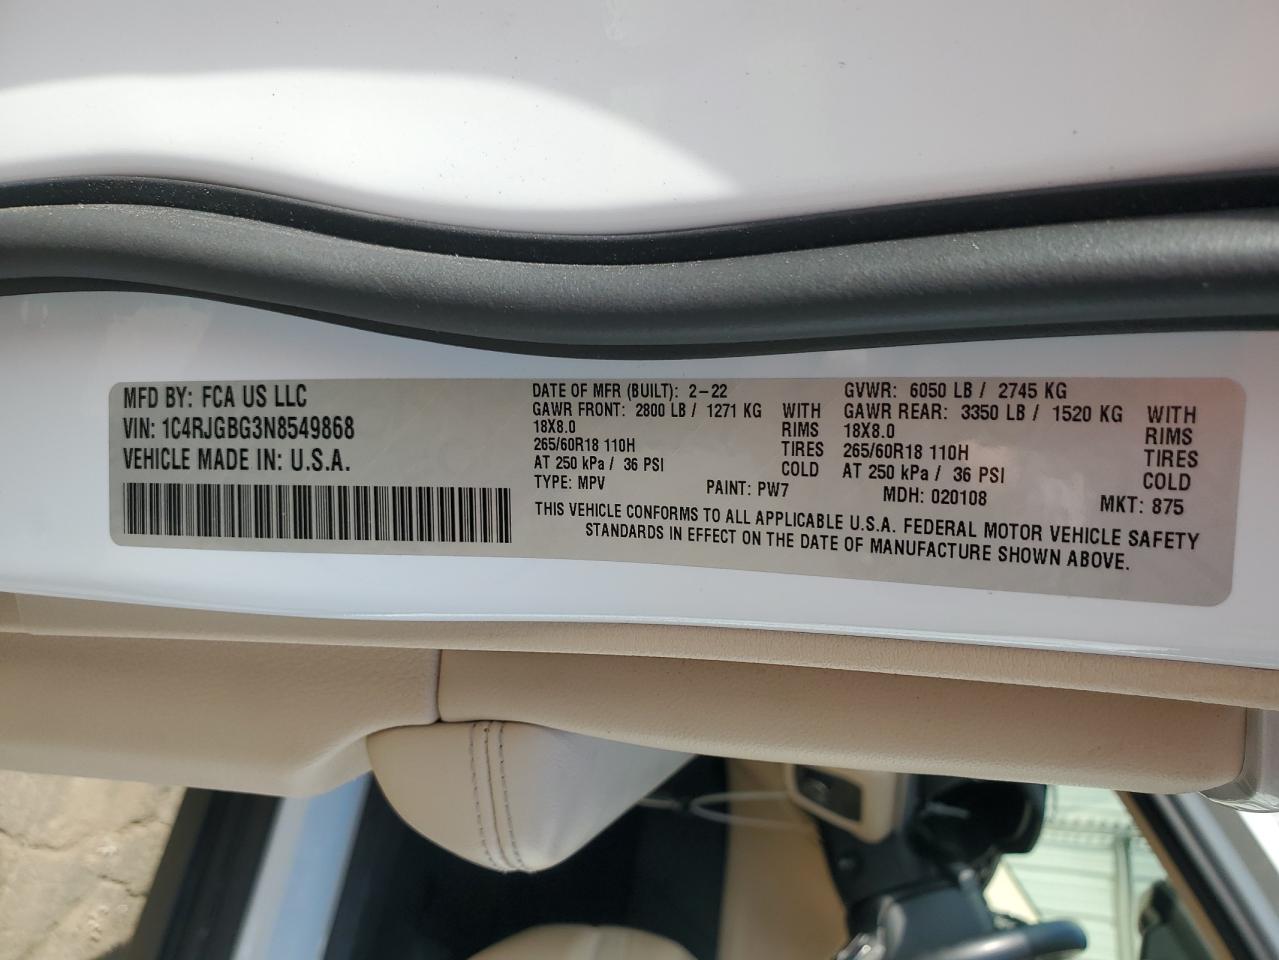 MFD BY: FCA US LLC
VIN: 1C4RJGBG3N8549868
VEHICLE MADE IN: U.S.A.
DATE OF MFR (BUILT): 2-22
GAWR FRONT: 2800 LB / 1271 KG WITH
18X8.0 RIMS
265/60R18 110H TIRES
AT 250 kPa / 36 PSI COLD
TYPE: MPV PAINT: PW7
GVWR: 6050 LB / 2745 KG
GAWR REAR: 3350 LB / 1520 KG WITH
18X8.0 RIMS
265/60R18 110H TIRES
AT 250 kPa / 36 PSI COLD
MDH: 020108 MKT: 875
THIS VEHICLE CONFORMS TO ALL APPLICABLE U.S.A. FEDERAL MOTOR VEHICLE SAFETY
STANDARDS IN EFFECT ON THE DATE OF MANUFACTURE SHOWN ABOVE.